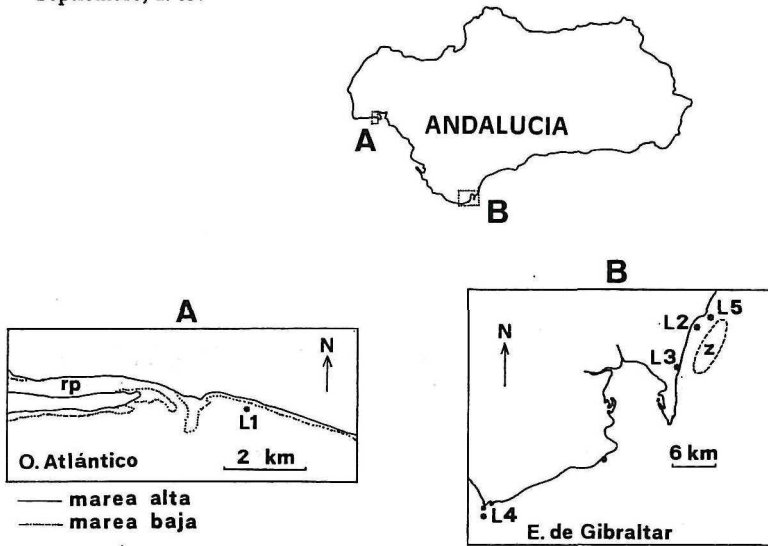 ANDALUCIA
A
B
A
B
N
rp
L1
O. Atlántico
2 km
marea alta
marea baja
N
L5
L2
z
L3
6 km
L4
E. de Gibraltar